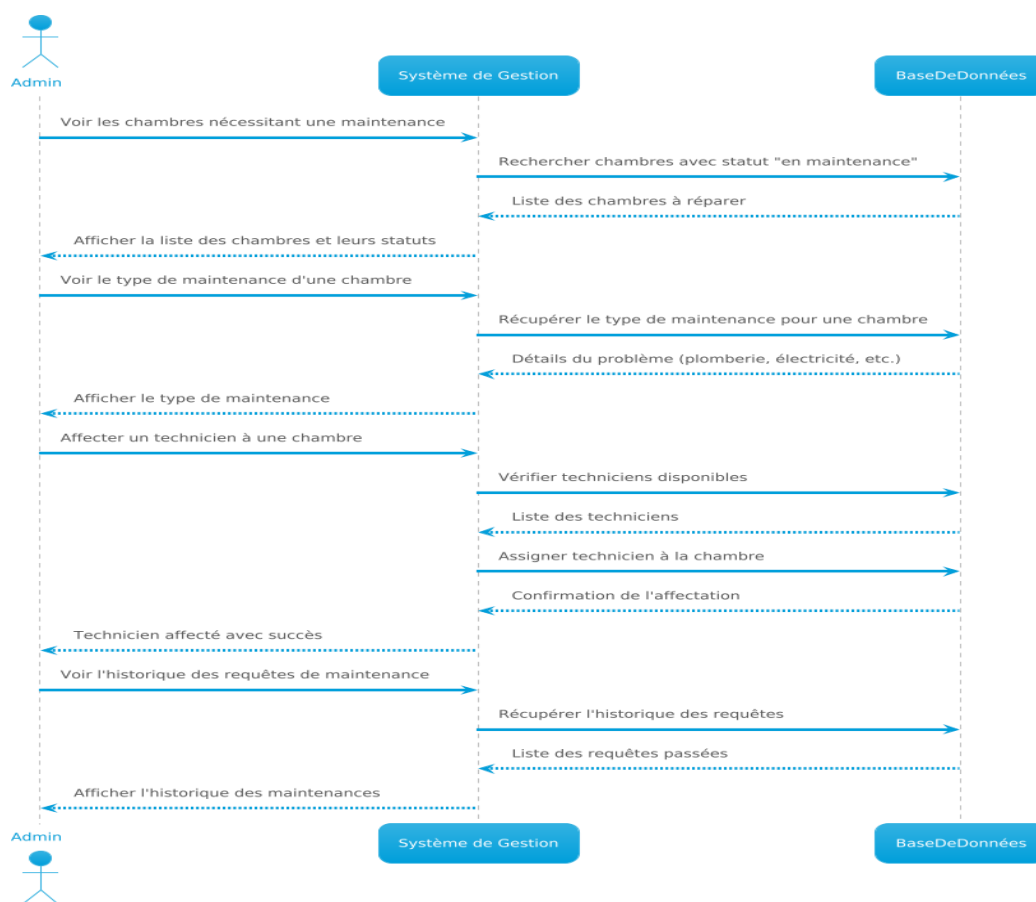 Admin
Système de Gestion
BaseDeDonnées
Voir les chambres nécessitant une maintenance
Rechercher chambres avec statut "en maintenance"
Liste des chambres à réparer
Afficher la liste des chambres et leurs statuts
Voir le type de maintenance d'une chambre
Récupérer le type de maintenance pour une chambre
Détails du problème (plomberie, électricité, etc.)
Afficher le type de maintenance
Affecter un technicien à une chambre
Vérifier techniciens disponibles
Liste des techniciens
Assigner technicien à la chambre
Confirmation de l'affectation
Technicien affecté avec succès
Voir l'historique des requêtes de maintenance
Récupérer l'historique des requêtes
Liste des requêtes passées
Afficher l'historique des maintenances
Admin
Système de Gestion
BaseDeDonnées